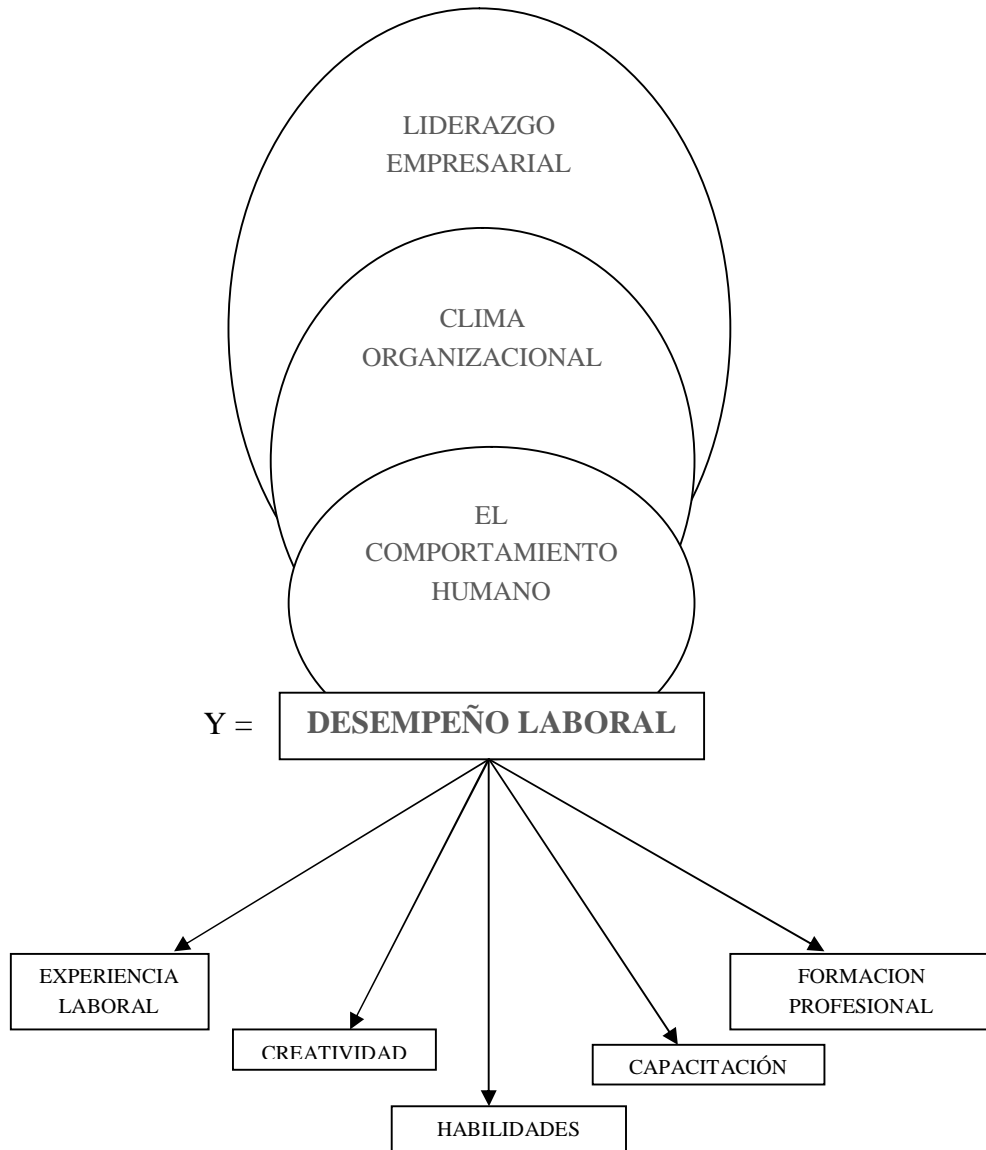 LIDERAZGO
EMPRESARIAL
CLIMA
ORGANIZACIONAL
EL
COMPORTAMIENTO
HUMANO
Y = DESEMPEÑO LABORAL
EXPERIENCIA
LABORAL
FORMACION
PROFESIONAL
CREATIVIDAD
CAPACITACIÓN
HABILIDADES